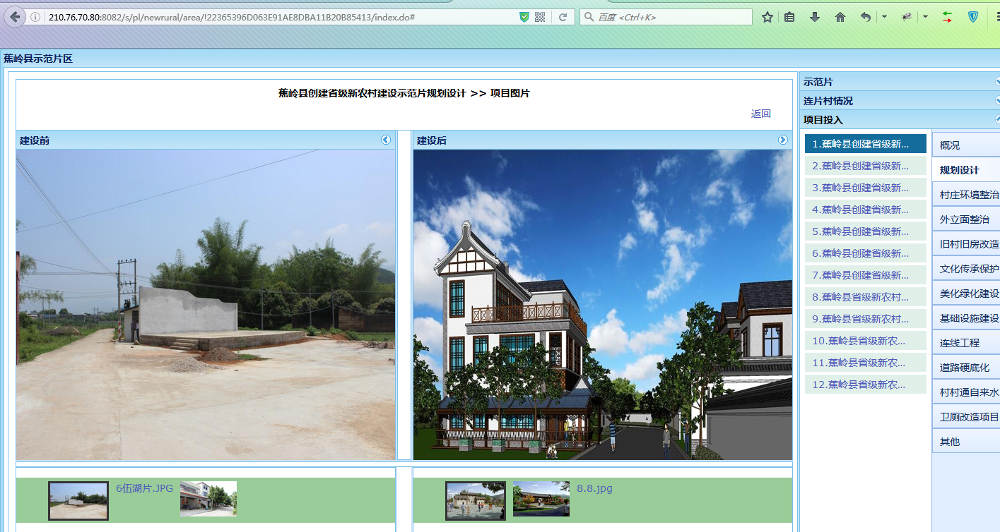 210.76.70.80:8082/s/pl/newrural/area/!22365396D063E91AE8DBA11B20B85413/index.do#
百度 <Ctrl+K>
蕉岭县示范片区
蕉岭县创建省级新农村建设示范片规划设计 >> 项目图片
返回
建设前
建设后
6伍湖片.JPG
8.8.jpg
示范片
连片村情况
项目投入
1.蕉岭县创建省级新...
2.蕉岭县创建省级新...
3.蕉岭县创建省级新...
4.蕉岭县创建省级新...
5.蕉岭县创建省级新...
6.蕉岭县创建省级新...
7.蕉岭县创建省级新...
8.蕉岭县省级新农村...
9.蕉岭县省级新农村...
10.蕉岭县省级新农...
11.蕉岭县省级新农...
12.蕉岭县省级新农...
概况
规划设计
村庄环境整治
外立面整治
旧村旧房改造
文化传承保护
美化绿化建设
基础设施建设
连线工程
道路硬底化
村村通自来水
卫厕改造项目
其他